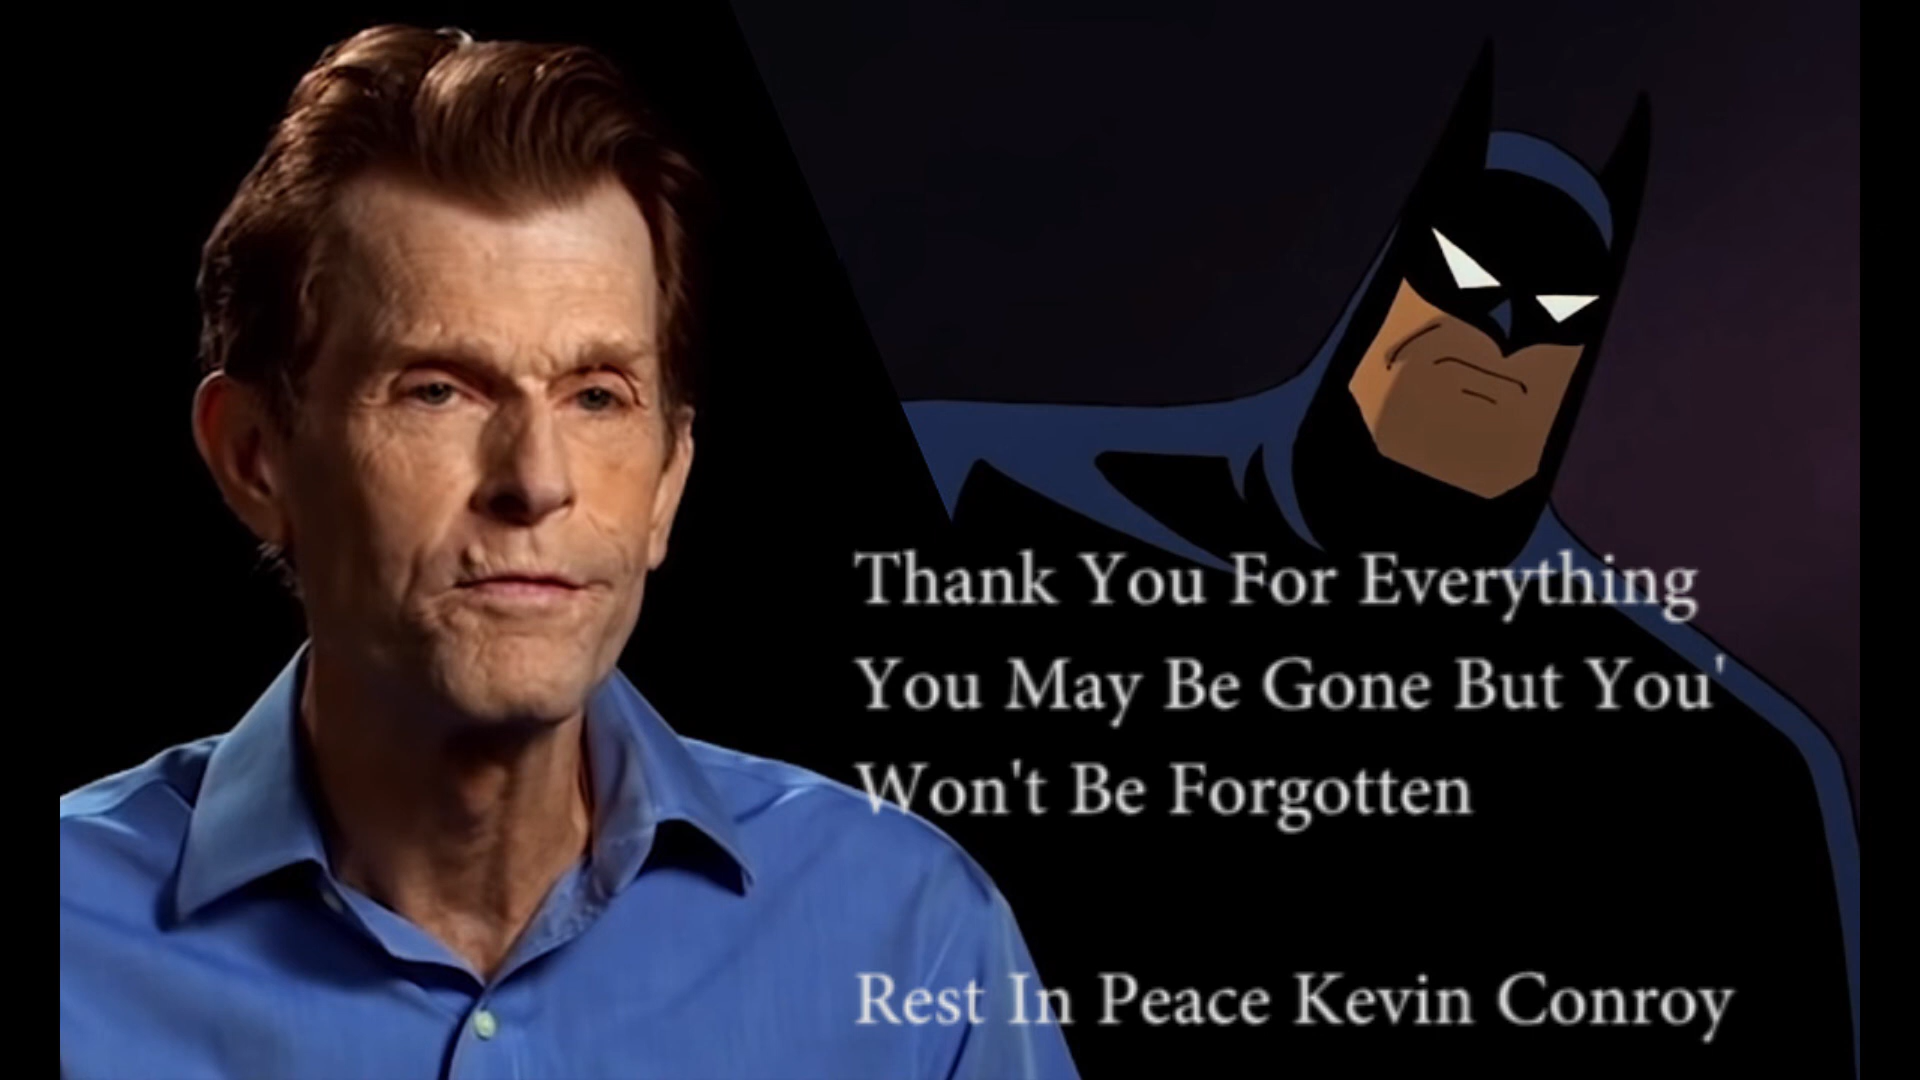 Thank You For Everything
You May Be Gone But You'
Won't Be Forgotten
Rest In Peace Kevin Conroy